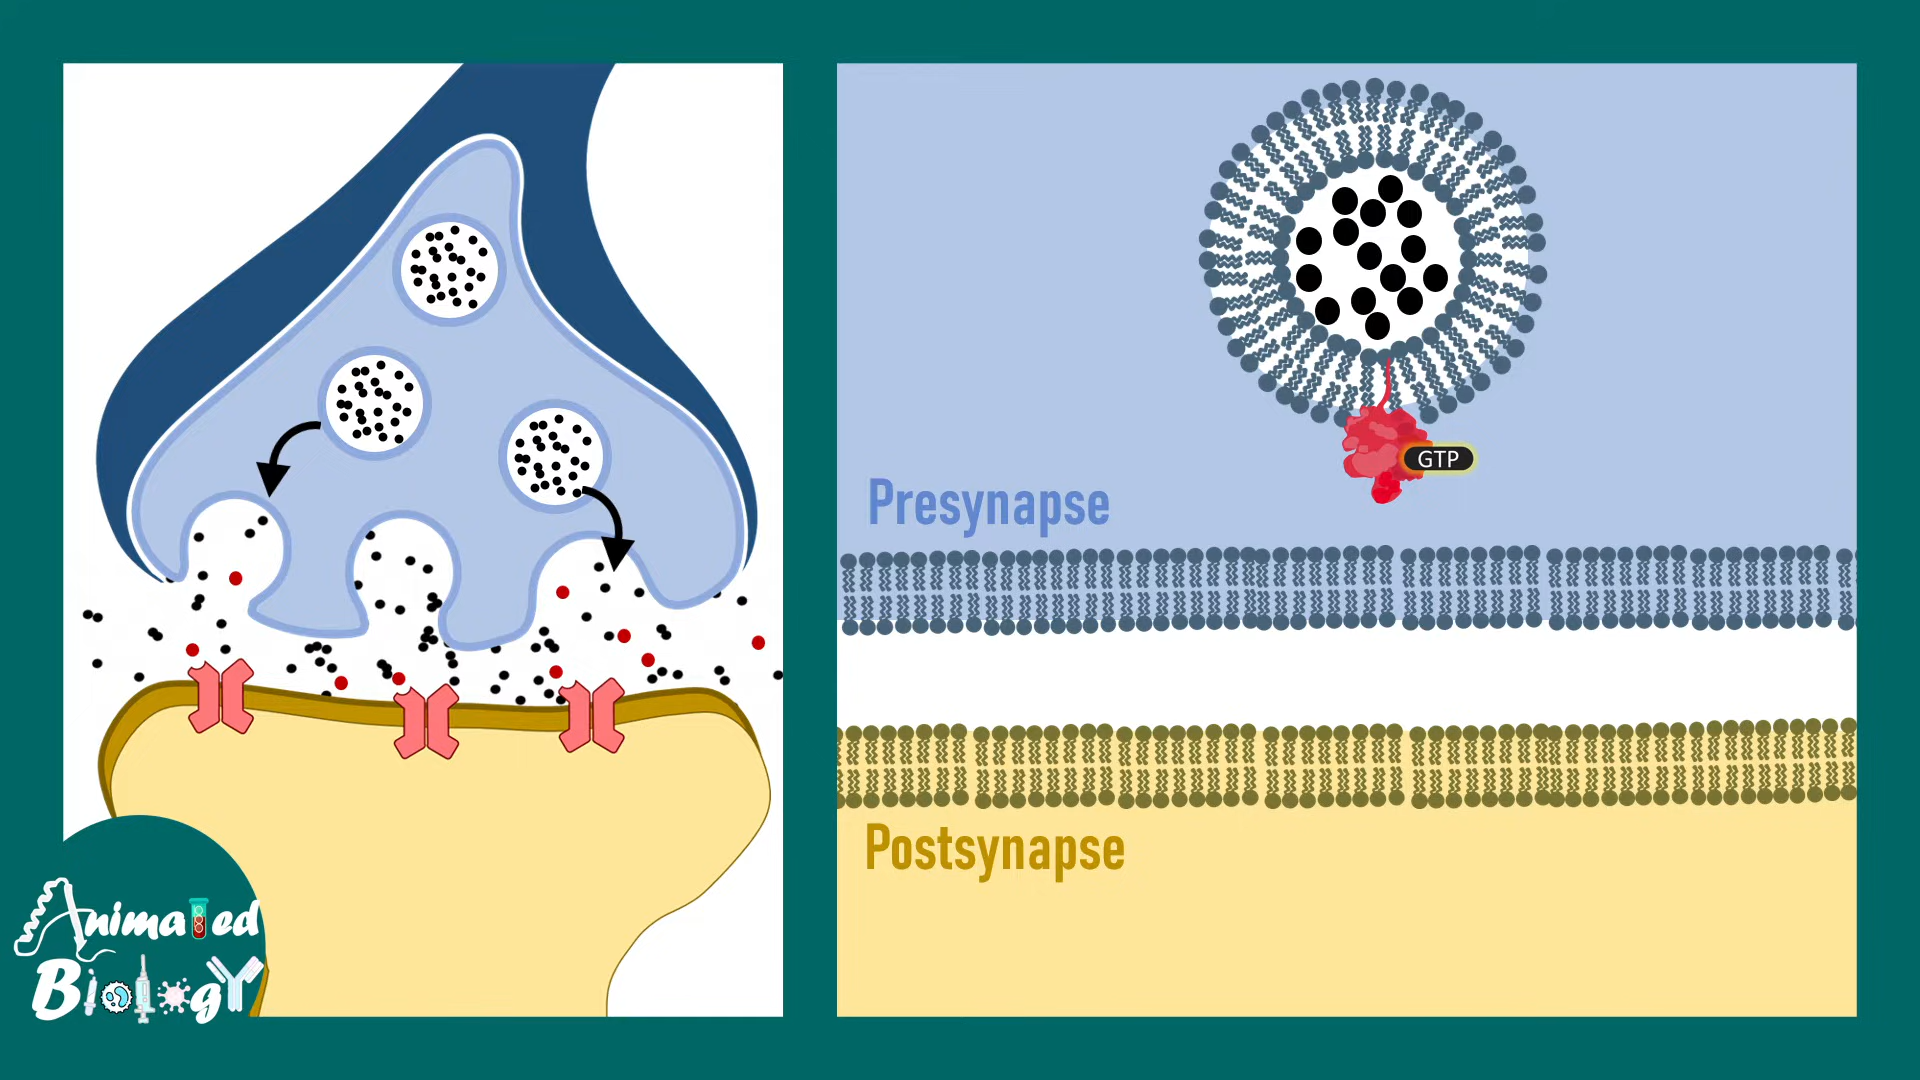 GTP
Presynapse
Postsynapse
Animated
Biology